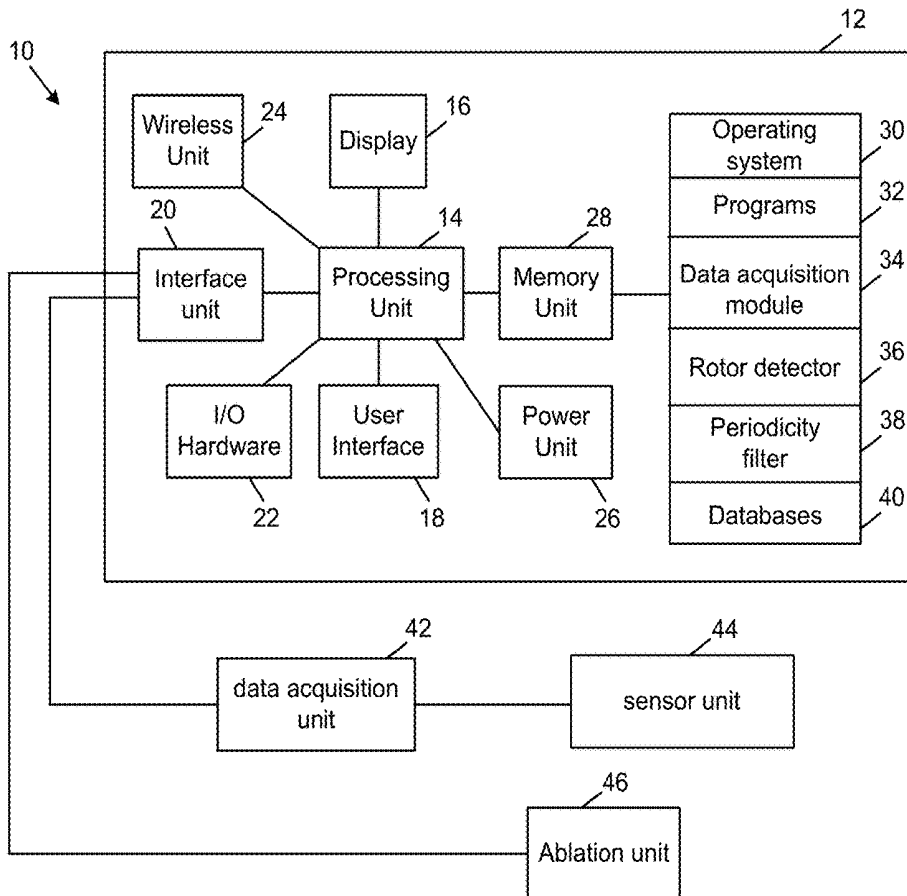 10
12
Wireless
Unit
24
Display
16
Operating
system
30
Programs
32
20
Interface
unit
14
Processing
Unit
28
Memory
Unit
Data acquisition
module
34
Rotor detector
36
I/O
Hardware
22
User
Interface
18
Power
Unit
26
Periodicity
filter
38
Databases
40
42
data acquisition
unit
44
sensor unit
46
Ablation unit